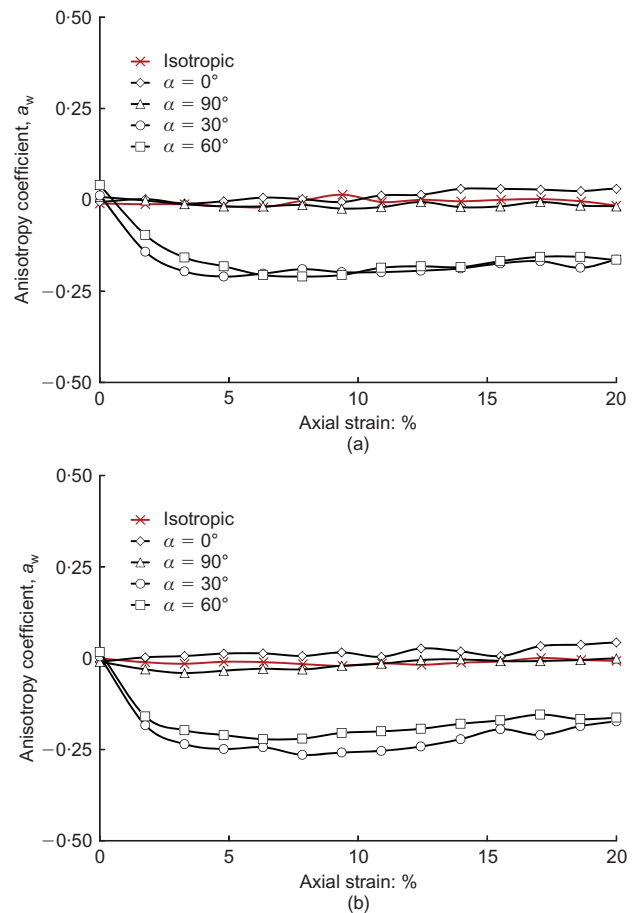 0·50
Isotropic
α = 0°
α = 90°
α = 30°
α = 60°
0·25
0
−0·25
−0·50
Anisotropy coefficient, a_w
0 5 10 15 20
Axial strain: %
(a)
0·50
Isotropic
α = 0°
α = 90°
α = 30°
α = 60°
0·25
0
−0·25
−0·50
Anisotropy coefficient, a_w
0 5 10 15 20
Axial strain: %
(b)